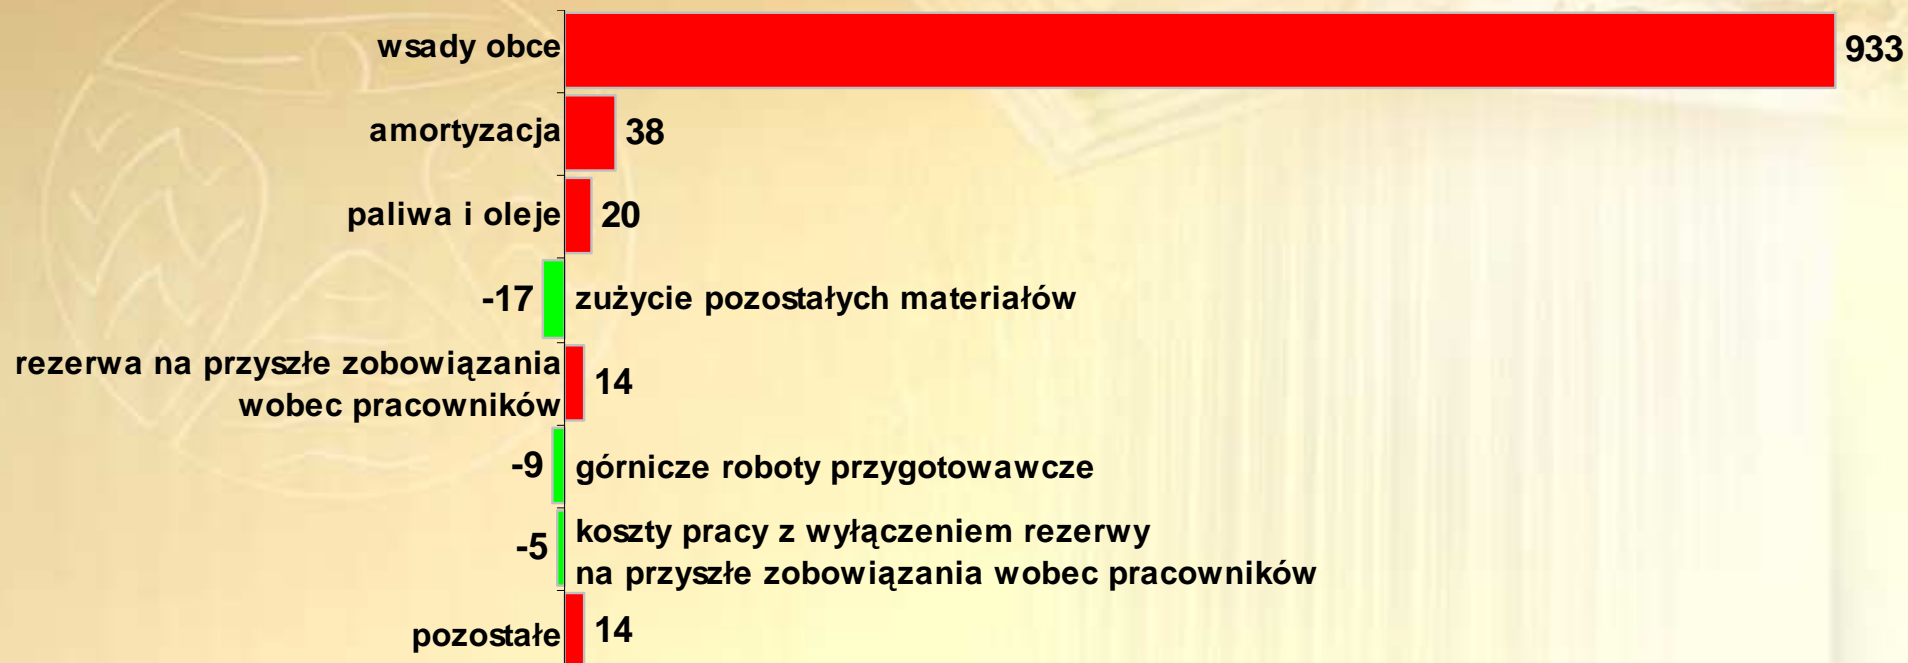 wsady obce
933
amortyzacja
38
paliwa i oleje
20
-17
zużycie pozostałych materiałów
rezerwa na przyszłe zobowiązania
wobec pracowników
14
-9
górnicze roboty przygotowawcze
-5
koszty pracy z wyłączeniem rezerwy
na przyszłe zobowiązania wobec pracowników
pozostałe
14